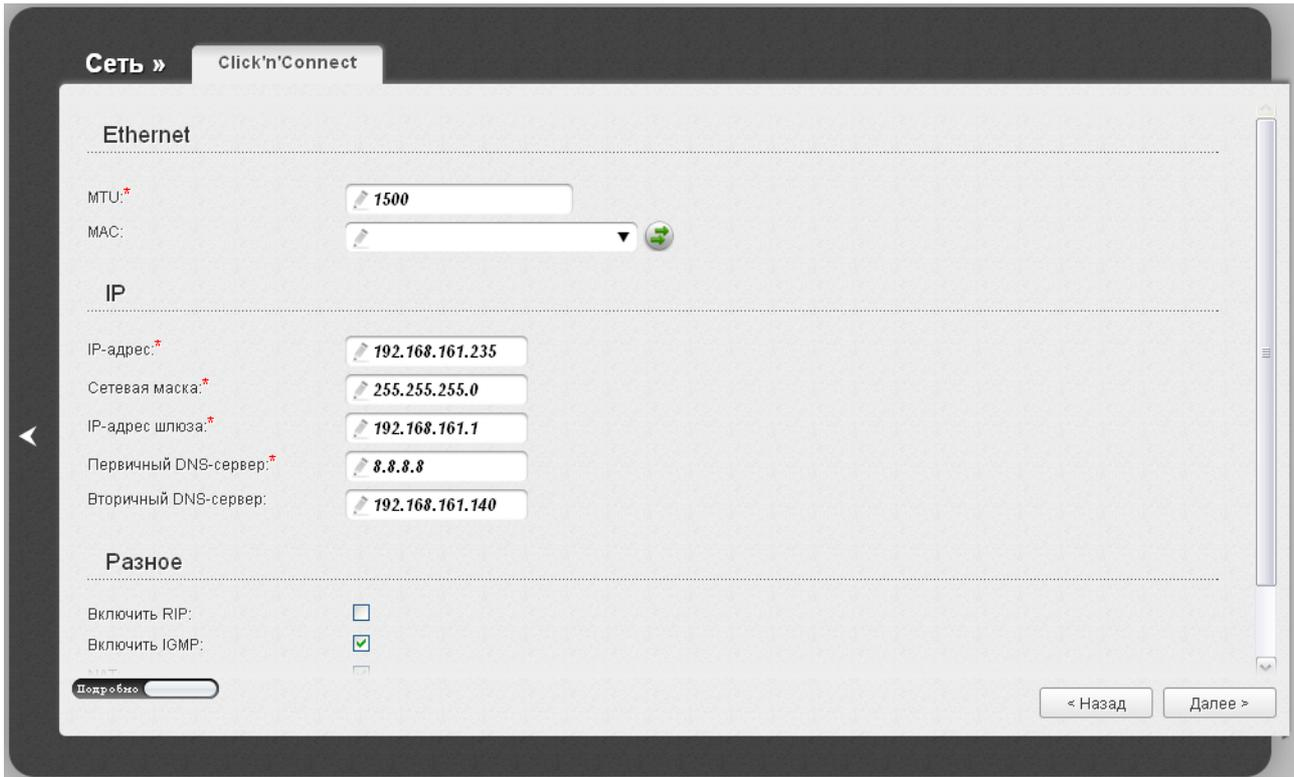 Сеть » Click'n'Connect
Ethernet
MTU:* 1500
MAC:
IP
IP-адрес:* 192.168.161.235
Сетевая маска:* 255.255.255.0
IP-адрес шлюза:* 192.168.161.1
Первичный DNS-сервер:* 8.8.8.8
Вторичный DNS-сервер: 192.168.161.140
Разное
Включить RIP:
Включить IGMP:
NAT
Подробно
< Назад Далее >